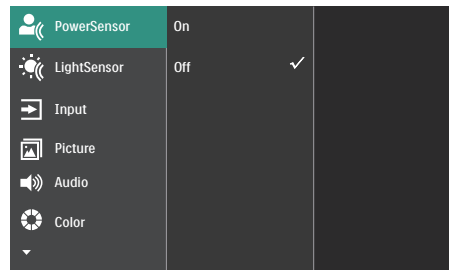 PowerSensor
On
LightSensor
Off
Input
Picture
Audio
Color